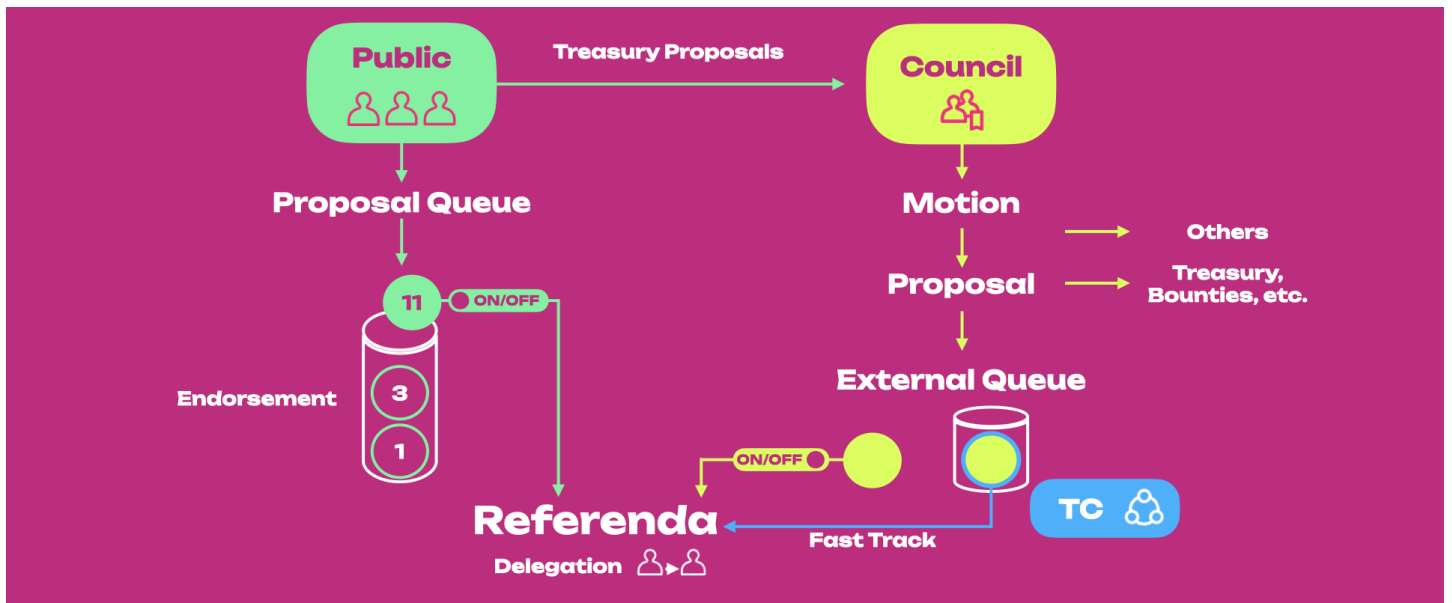 Public
Treasury Proposals
Council
Proposal Queue
Motion
Others
Proposal
Treasury,
Bounties, etc.
11
ON/OFF
External Queue
Endorsement
3
1
ON/OFF
Referenda
TC
Fast Track
Delegation